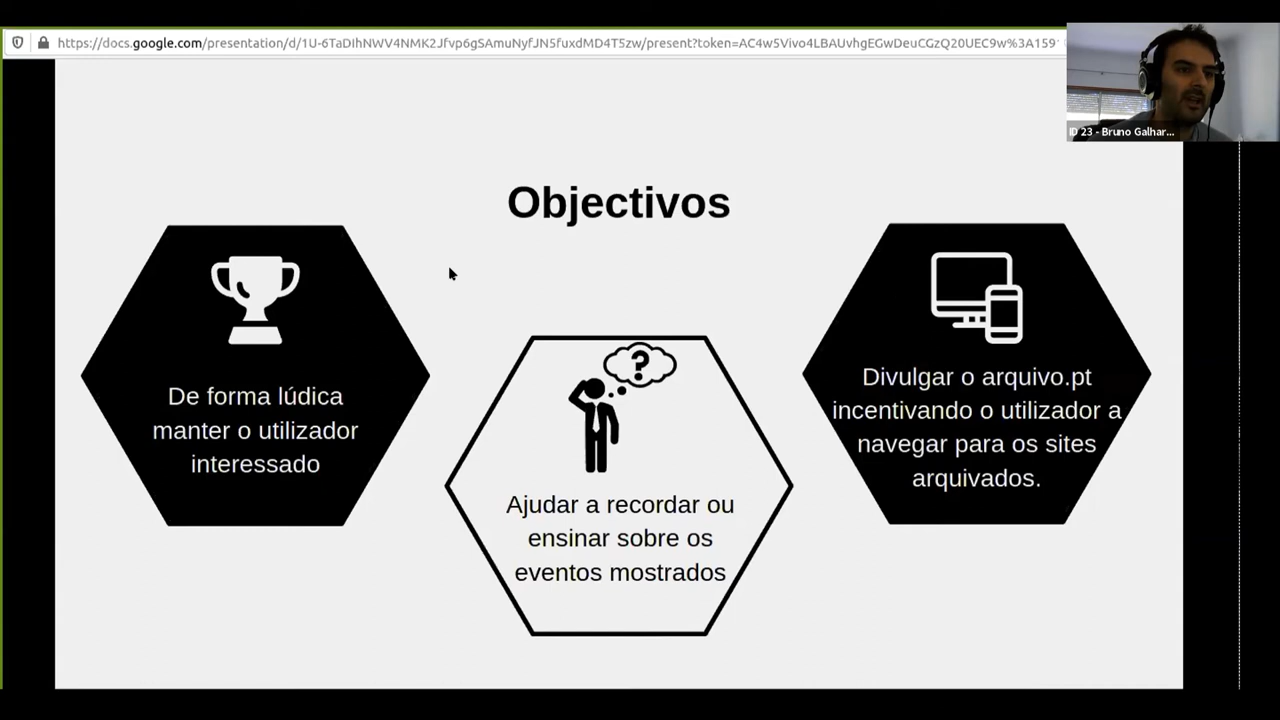 https://docs.google.com/presentation/d/1U-6TaDIhNWV4NMK2Jfvp6gSAmuNyfJN5fuxdMD4T5zw/present?token=AC4w5Vivo4LBAUvhgEGwDeuCGzQ20UEC9w%3A159
ID 23 - Bruno Galhar...
Objectivos
De forma lúdica
manter o utilizador
interessado
?
Ajudar a recordar ou
ensinar sobre os
eventos mostrados
Divulgar o arquivo.pt
incentivando o utilizador a
navegar para os sites
arquivados.